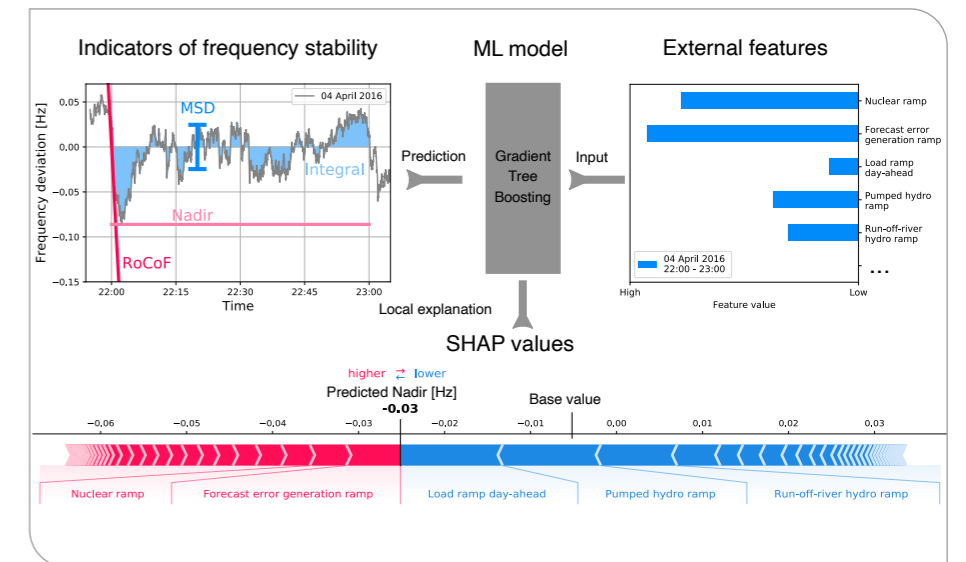 Indicators of frequency stability
ML model
External features
Frequency deviation [Hz]
0.05
0.00
−0.05
−0.10
−0.15
04 April 2016
MSD
Integral
Nadir
RoCoF
22:00 22:15 22:30 22:45 23:00
Time
Prediction
Gradient
Tree
Boosting
Input
Nuclear ramp
Forecast error
generation ramp
Load ramp
day-ahead
Pumped hydro
ramp
Run-off-river
hydro ramp
...
04 April 2016
22:00 - 23:00
High Low
Feature value
Local explanation
SHAP values
higher ⇄ lower
Predicted Nadir [Hz]
-0.03
Base value
−0.06 −0.05 −0.04 −0.03 −0.02 −0.01 0.00 0.01 0.02 0.03
Nuclear ramp Forecast error generation ramp Load ramp day-ahead Pumped hydro ramp Run-off-river hydro ramp